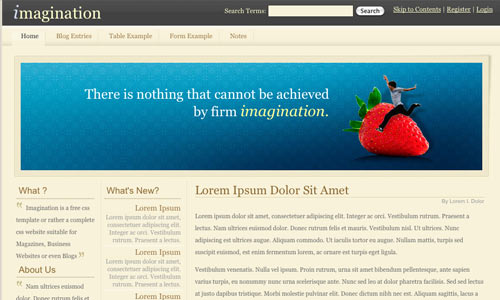 imagination
Search Terms: Search
Skip to Contents | Register | Login
Home Blog Entries Table Example Form Example Notes
There is nothing that cannot be achieved
by firm imagination.
What ?
“ Imagination is a free css
template or rather a complete
css website suitable for
Magazines, Business
Websites or even Blogs ”
About Us
“ Nam ultrices euismod
dolor. Donec rutrum felis et
What's New?
Lorem Ipsum
Lorem ipsum dolor sit amet,
consectetuer adipiscing elit.
Integer ac orci. Vestibulum
rutrum. Praesent a lectus.
Lorem Ipsum
Lorem ipsum dolor sit amet,
consectetuer adipiscing elit.
Integer ac orci. Vestibulum
rutrum. Praesent a lectus.
Lorem Ipsum
Lorem ipsum dolor sit amet,
Lorem Ipsum Dolor Sit Amet
By Lorem I. Dolor
Lorem ipsum dolor sit amet, consectetuer adipiscing elit. Integer ac orci. Vestibulum rutrum. Praesent a
lectus. Nam ultrices euismod dolor. Donec rutrum felis et mauris. Vestibulum nisl. Ut ultrices, nibh
adipiscing est ultrices augue. Aliquam commodo. Ut iaculis tortor eu augue. Nullam mattis, turpis sed
suscipit euismod, est enim fermentum lorem, ac ornare est turpis eget ligula.
Vestibulum venenatis. Nulla vel ipsum. Proin rutrum, urna sit amet bibendum pellentesque, ante sapien
varius turpis, eu nonummy nunc urna scelerisque ante. Nunc sed leo at dolor pharetra facilisis. Sed sed lectus
at justo dapibus tristique. Morbi molestie pulvinar elit. Donec dictum nibh nec elit. Aliquam sagittis, lacus a